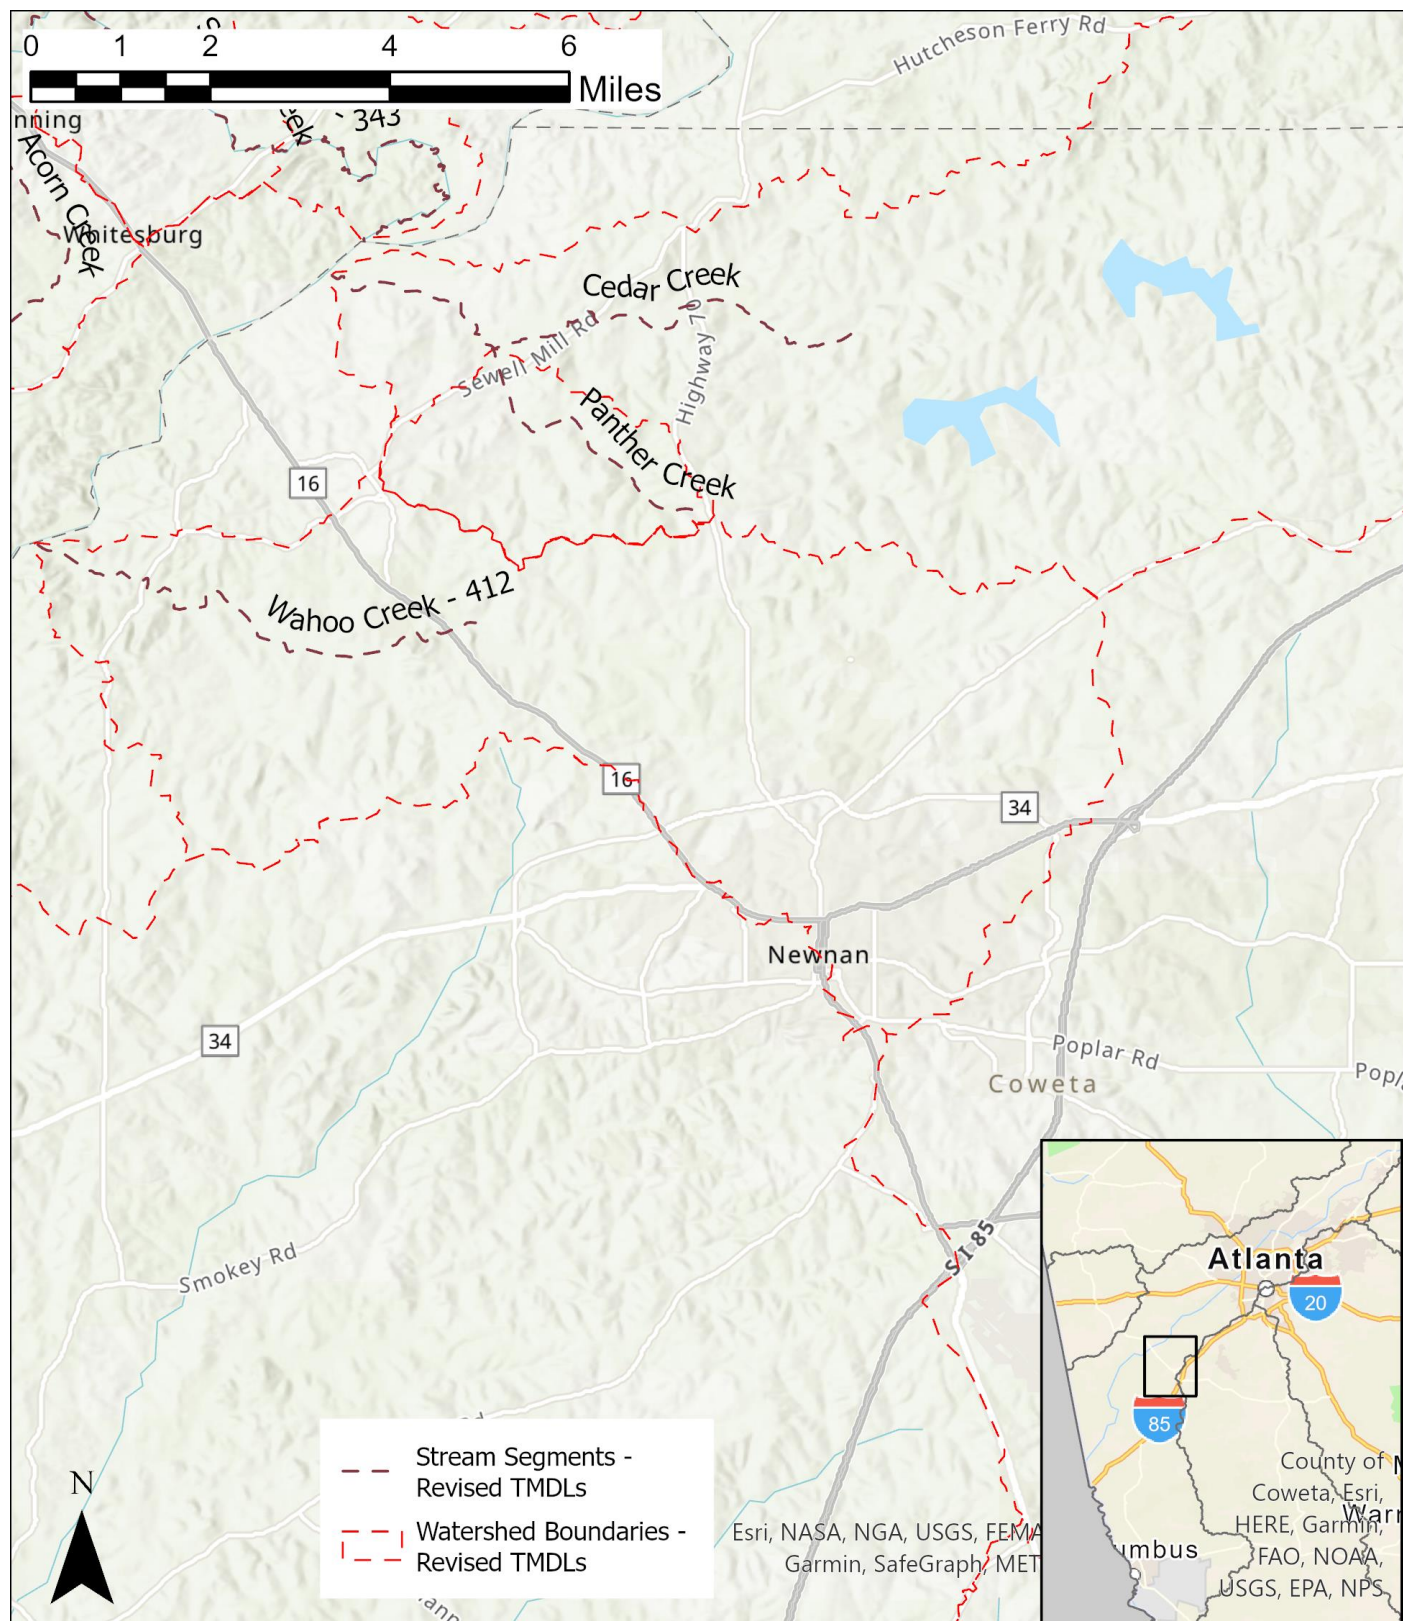 0 1 2 4 6
Miles
Hutcheson Ferry Rd
nning
eek
- 343
Acorn Creek
Whitesburg
Cedar Creek
Sewell Mill Rd
Highway 70
Panther Creek
16
Wahoo Creek - 412
16
34
Newnan
34
Poplar Rd
Coweta
Smokey Rd
S I 85
Atlanta
20
85
Stream Segments -
Revised TMDLs
Watershed Boundaries -
Revised TMDLs
N
Esri, NASA, NGA, USGS, FEMA
Garmin, SafeGraph, MET
County of
Coweta, Esri,
HERE, Garmin,
FAO, NOAA,
USGS, EPA, NPS
umbus
Warr